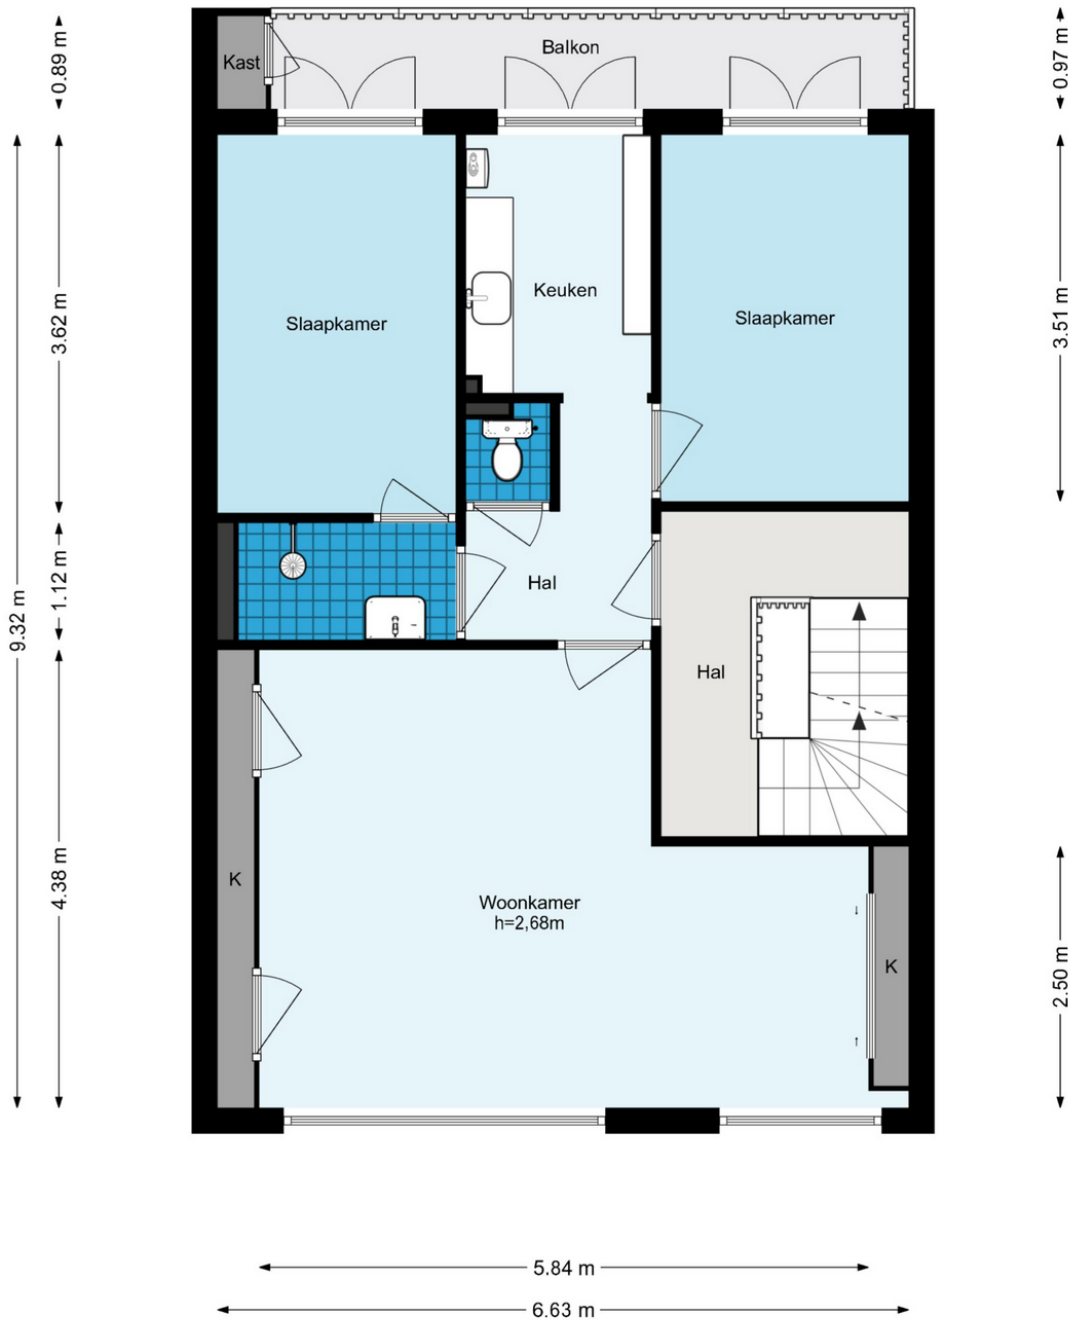 Kast
Balkon
0.89 m
0.97 m
Slaapkamer
Keuken
Slaapkamer
3.62 m
3.51 m
9.32 m
1.12 m
Hal
Hal
4.38 m
K
Woonkamer
h=2,68m
K
2.50 m
5.84 m
6.63 m